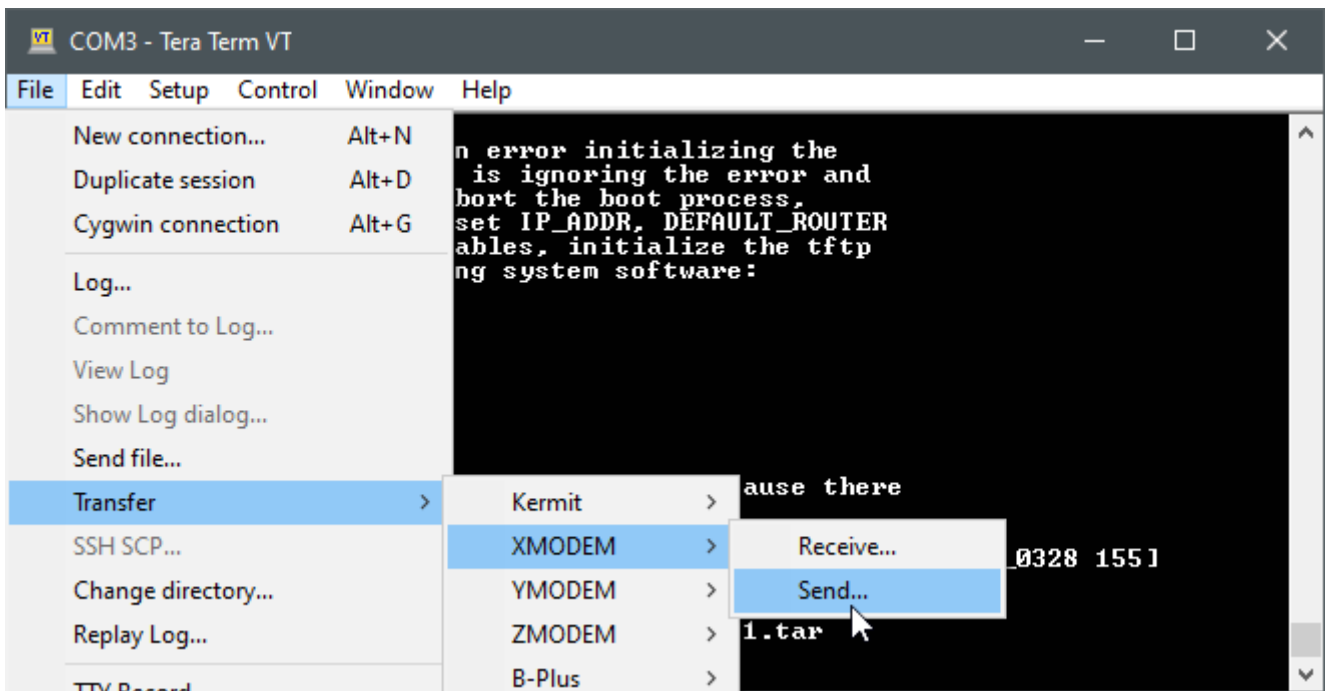 COM3 - Tera Term VT
File Edit Setup Control Window Help
New connection... Alt+N
Duplicate session Alt+D
Cygwin connection Alt+G
Log...
Comment to Log...
View Log
Show Log dialog...
Send file...
Transfer
SSH SCP...
Change directory...
Replay Log...
TTY Record
Kermit
XMODEM
YMODEM
ZMODEM
B-Plus
Receive...
Send...
n error initializing the
is ignoring the error and
bort the boot process,
set IP_ADDR, DEFAULT_ROUTER
ables, initialize the tftp
ng system software:
ause there
_0328 155]
1.tar